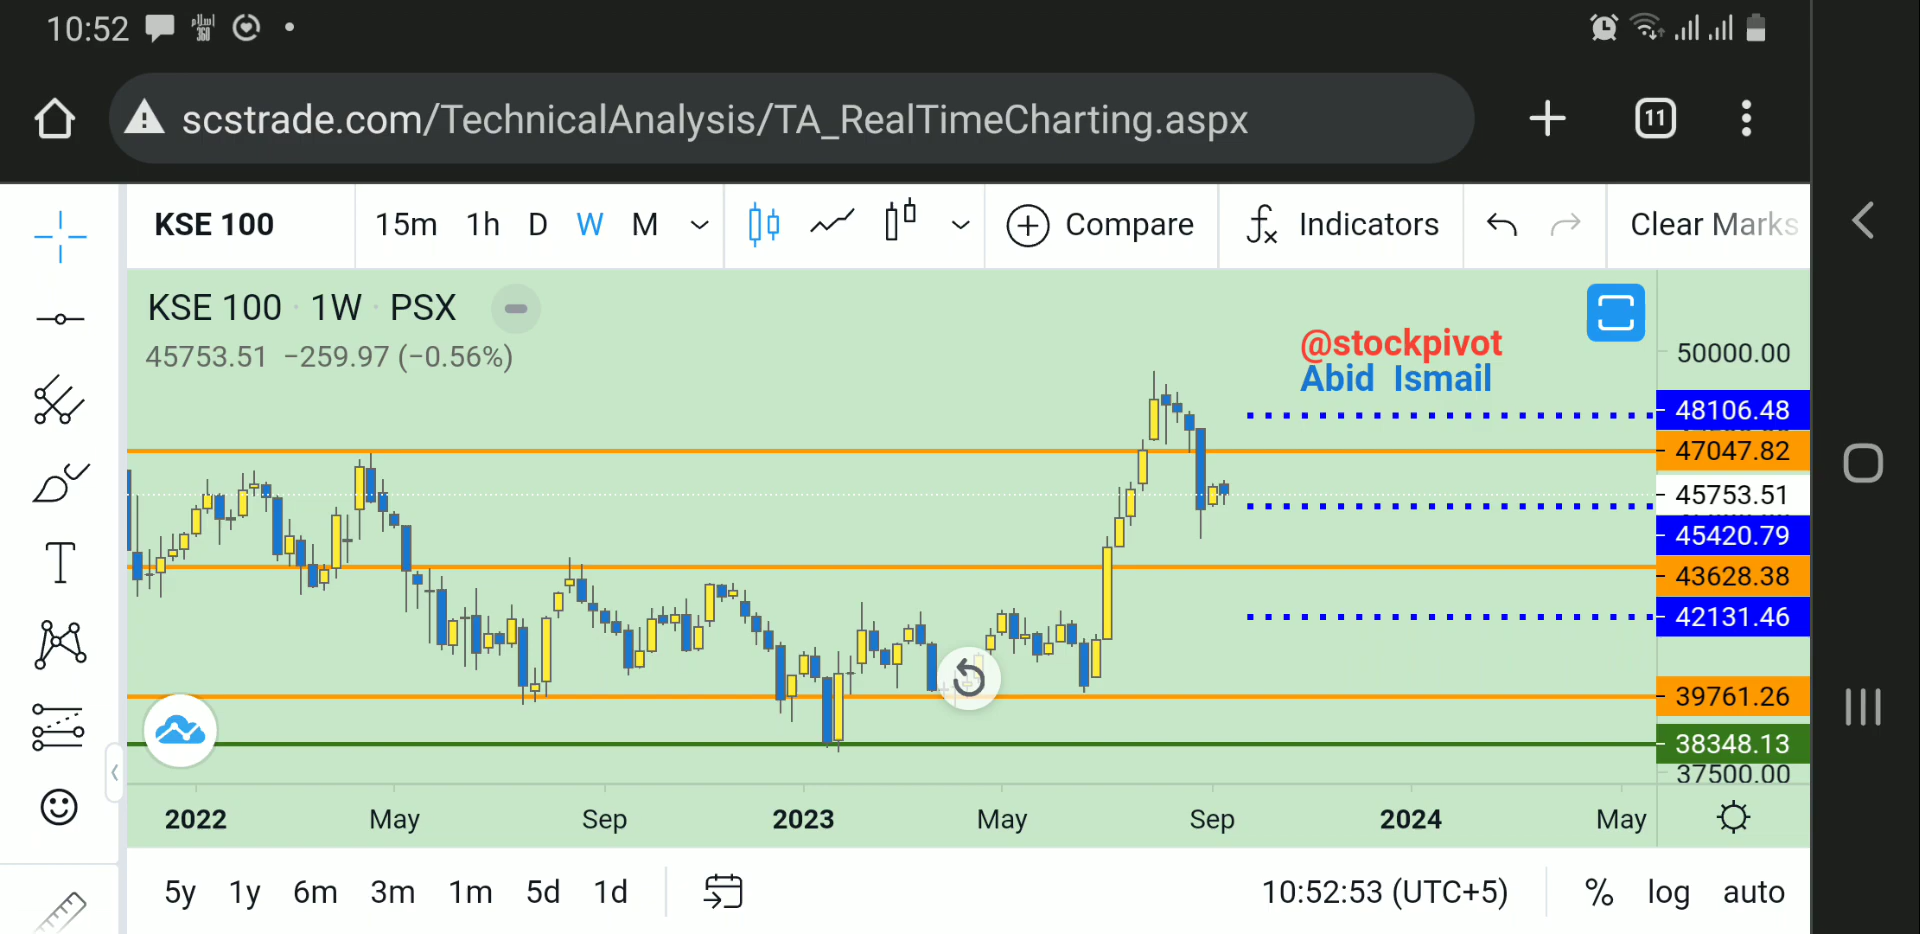 10:52
scstrade.com/TechnicalAnalysis/TA_RealTimeCharting.aspx
11
KSE 100 15m 1h D W M Compare fx Indicators Clear Marks
KSE 100 · 1W · PSX
45753.51 −259.97 (−0.56%)
@stockpivot
Abid Ismail
50000.00
48106.48
47047.82
45753.51
45420.79
43628.38
42131.46
39761.26
38348.13
37500.00
2022 May Sep 2023 May Sep 2024 May
5y 1y 6m 3m 1m 5d 1d 10:52:53 (UTC+5) % log auto